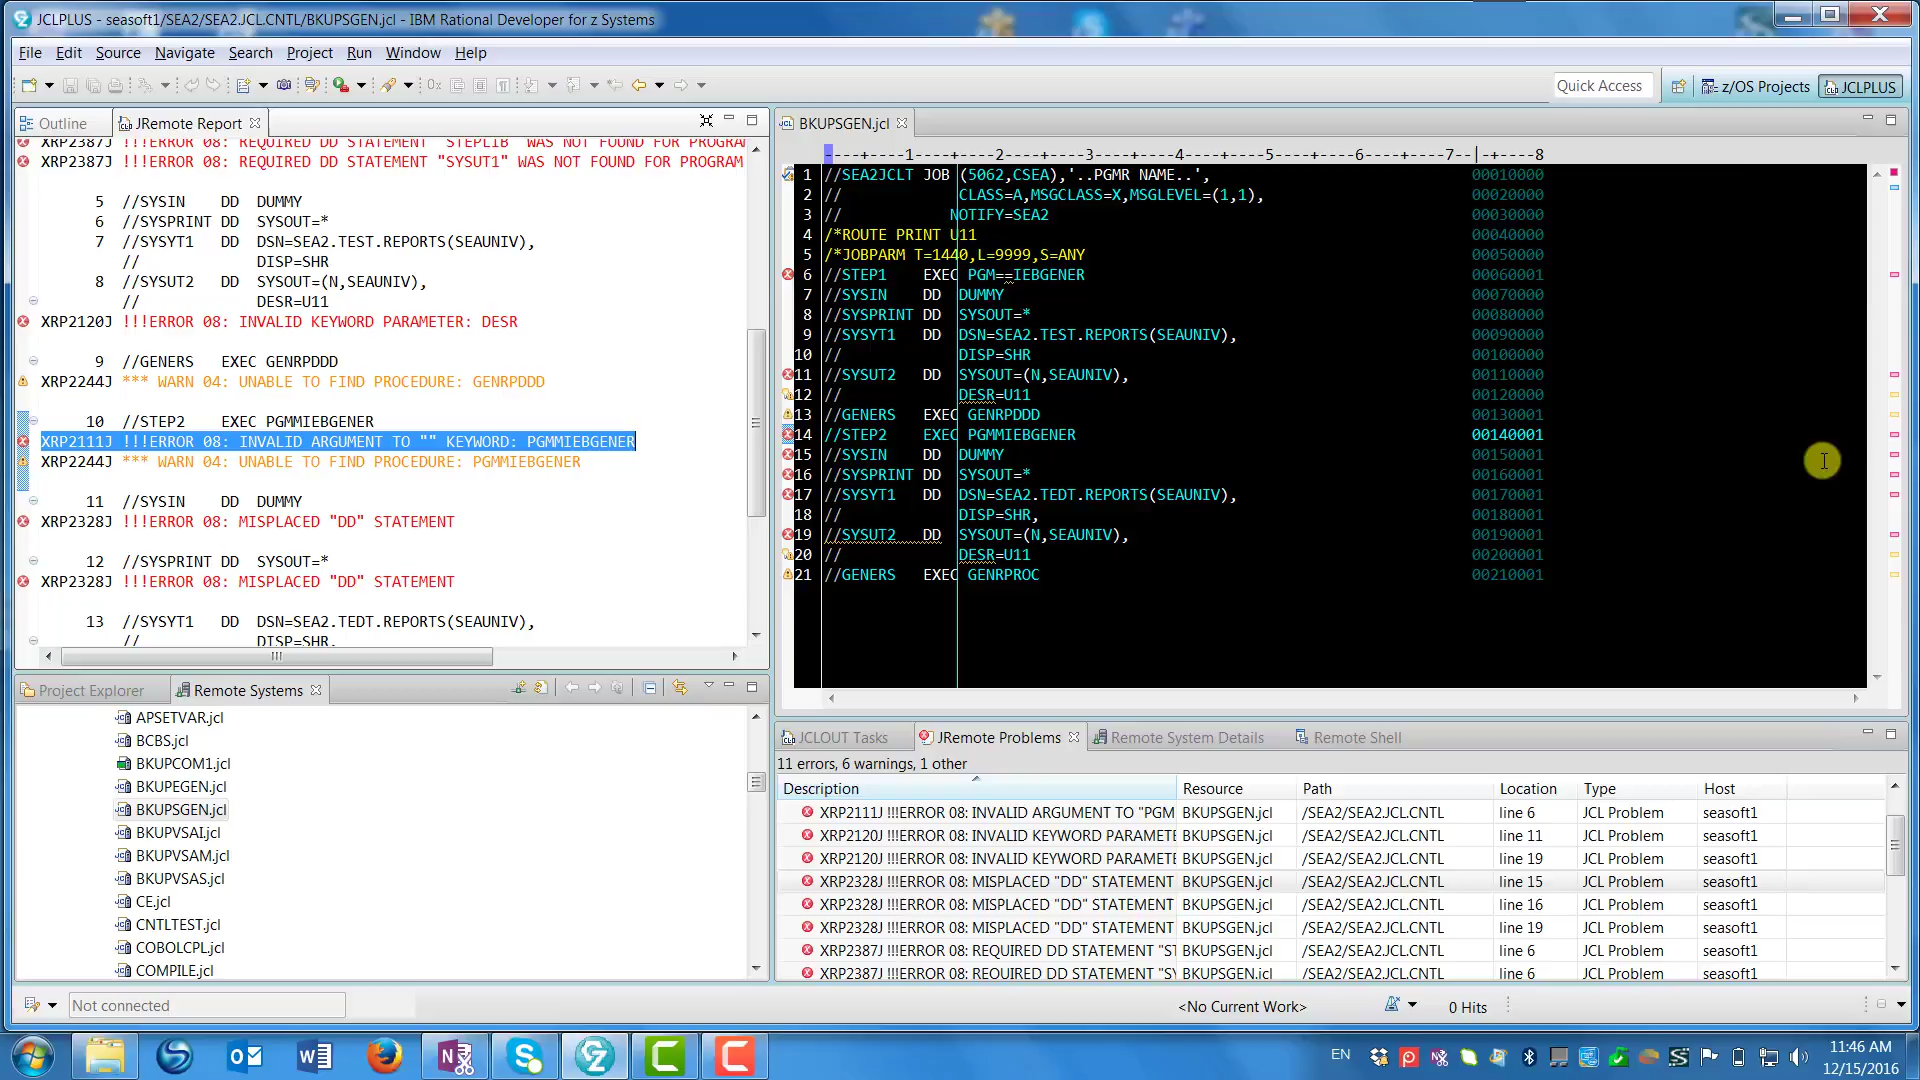 JCLPLUS - seasoft1/SEA2/SEA2.JCL.CNTL/BKUPSGEN.jcl - IBM Rational Developer for z Systems
File Edit Source Navigate Search Project Run Window Help
Quick Access z/OS Projects JCLPLUS
Outline JRemote Report
XRP2387J !!!ERROR 08: REQUIRED DD STATEMENT "STEPLIB" WAS NOT FOUND FOR PROGRAM
XRP2387J !!!ERROR 08: REQUIRED DD STATEMENT "SYSUT1" WAS NOT FOUND FOR PROGRAM
5 //SYSIN DD DUMMY
6 //SYSPRINT DD SYSOUT=*
7 //SYSYT1 DD DSN=SEA2.TEST.REPORTS(SEAUNIV),
// DISP=SHR
8 //SYSUT2 DD SYSOUT=(N,SEAUNIV),
// DESR=U11
XRP2120J !!!ERROR 08: INVALID KEYWORD PARAMETER: DESR
9 //GENERS EXEC GENRPDDD
XRP2244J *** WARN 04: UNABLE TO FIND PROCEDURE: GENRPDDD
10 //STEP2 EXEC PGMMIEBGENER
XRP2111J !!!ERROR 08: INVALID ARGUMENT TO "" KEYWORD: PGMMIEBGENER
XRP2244J *** WARN 04: UNABLE TO FIND PROCEDURE: PGMMIEBGENER
11 //SYSIN DD DUMMY
XRP2328J !!!ERROR 08: MISPLACED "DD" STATEMENT
12 //SYSPRINT DD SYSOUT=*
XRP2328J !!!ERROR 08: MISPLACED "DD" STATEMENT
13 //SYSYT1 DD DSN=SEA2.TEDT.REPORTS(SEAUNIV),
// DISP=SHR,
BKUPSGEN.jcl
----+----1----+----2----+----3----+----4----+----5----+----6----+----7--|-+----8
1 //SEA2JCLT JOB (5062,CSEA),'..PGMR NAME..', 00010000
2 // CLASS=A,MSGCLASS=X,MSGLEVEL=(1,1), 00020000
3 // NOTIFY=SEA2 00030000
4 /*ROUTE PRINT U11 00040000
5 /*JOBPARM T=1440,L=9999,S=ANY 00050000
6 //STEP1 EXEC PGM==IEBGENER 00060001
7 //SYSIN DD DUMMY 00070000
8 //SYSPRINT DD SYSOUT=* 00080000
9 //SYSYT1 DD DSN=SEA2.TEST.REPORTS(SEAUNIV), 00090000
10 // DISP=SHR 00100000
11 //SYSUT2 DD SYSOUT=(N,SEAUNIV), 00110000
12 // DESR=U11 00120000
13 //GENERS EXEC GENRPDDD 00130001
14 //STEP2 EXEC PGMMIEBGENER 00140001
15 //SYSIN DD DUMMY 00150001
16 //SYSPRINT DD SYSOUT=* 00160001
17 //SYSYT1 DD DSN=SEA2.TEDT.REPORTS(SEAUNIV), 00170001
18 // DISP=SHR, 00180001
19 //SYSUT2 DD SYSOUT=(N,SEAUNIV), 00190001
20 // DESR=U11 00200001
21 //GENERS EXEC GENRPROC 00210001
Project Explorer Remote Systems
APSETVAR.jcl
BCBS.jcl
BKUPCOM1.jcl
BKUPEGEN.jcl
BKUPSGEN.jcl
BKUPVSAI.jcl
BKUPVSAM.jcl
BKUPVSAS.jcl
CE.jcl
CNTLTEST.jcl
COBOLCPL.jcl
COMPILE.jcl
JCLOUT Tasks JRemote Problems Remote System Details Remote Shell
11 errors, 6 warnings, 1 other
Description Resource Path Location Type Host
XRP2111J !!!ERROR 08: INVALID ARGUMENT TO "PGM BKUPSGEN.jcl /SEA2/SEA2.JCL.CNTL line 6 JCL Problem seasoft1
XRP2120J !!!ERROR 08: INVALID KEYWORD PARAMETE BKUPSGEN.jcl /SEA2/SEA2.JCL.CNTL line 11 JCL Problem seasoft1
XRP2120J !!!ERROR 08: INVALID KEYWORD PARAMETE BKUPSGEN.jcl /SEA2/SEA2.JCL.CNTL line 19 JCL Problem seasoft1
XRP2328J !!!ERROR 08: MISPLACED "DD" STATEMENT BKUPSGEN.jcl /SEA2/SEA2.JCL.CNTL line 15 JCL Problem seasoft1
XRP2328J !!!ERROR 08: MISPLACED "DD" STATEMENT BKUPSGEN.jcl /SEA2/SEA2.JCL.CNTL line 16 JCL Problem seasoft1
XRP2328J !!!ERROR 08: MISPLACED "DD" STATEMENT BKUPSGEN.jcl /SEA2/SEA2.JCL.CNTL line 19 JCL Problem seasoft1
XRP2387J !!!ERROR 08: REQUIRED DD STATEMENT "ST BKUPSGEN.jcl /SEA2/SEA2.JCL.CNTL line 6 JCL Problem seasoft1
XRP2387J !!!ERROR 08: REQUIRED DD STATEMENT "SY BKUPSGEN.jcl /SEA2/SEA2.JCL.CNTL line 6 JCL Problem seasoft1
Not connected <No Current Work> 0 Hits
EN 11:46 AM
12/15/2016